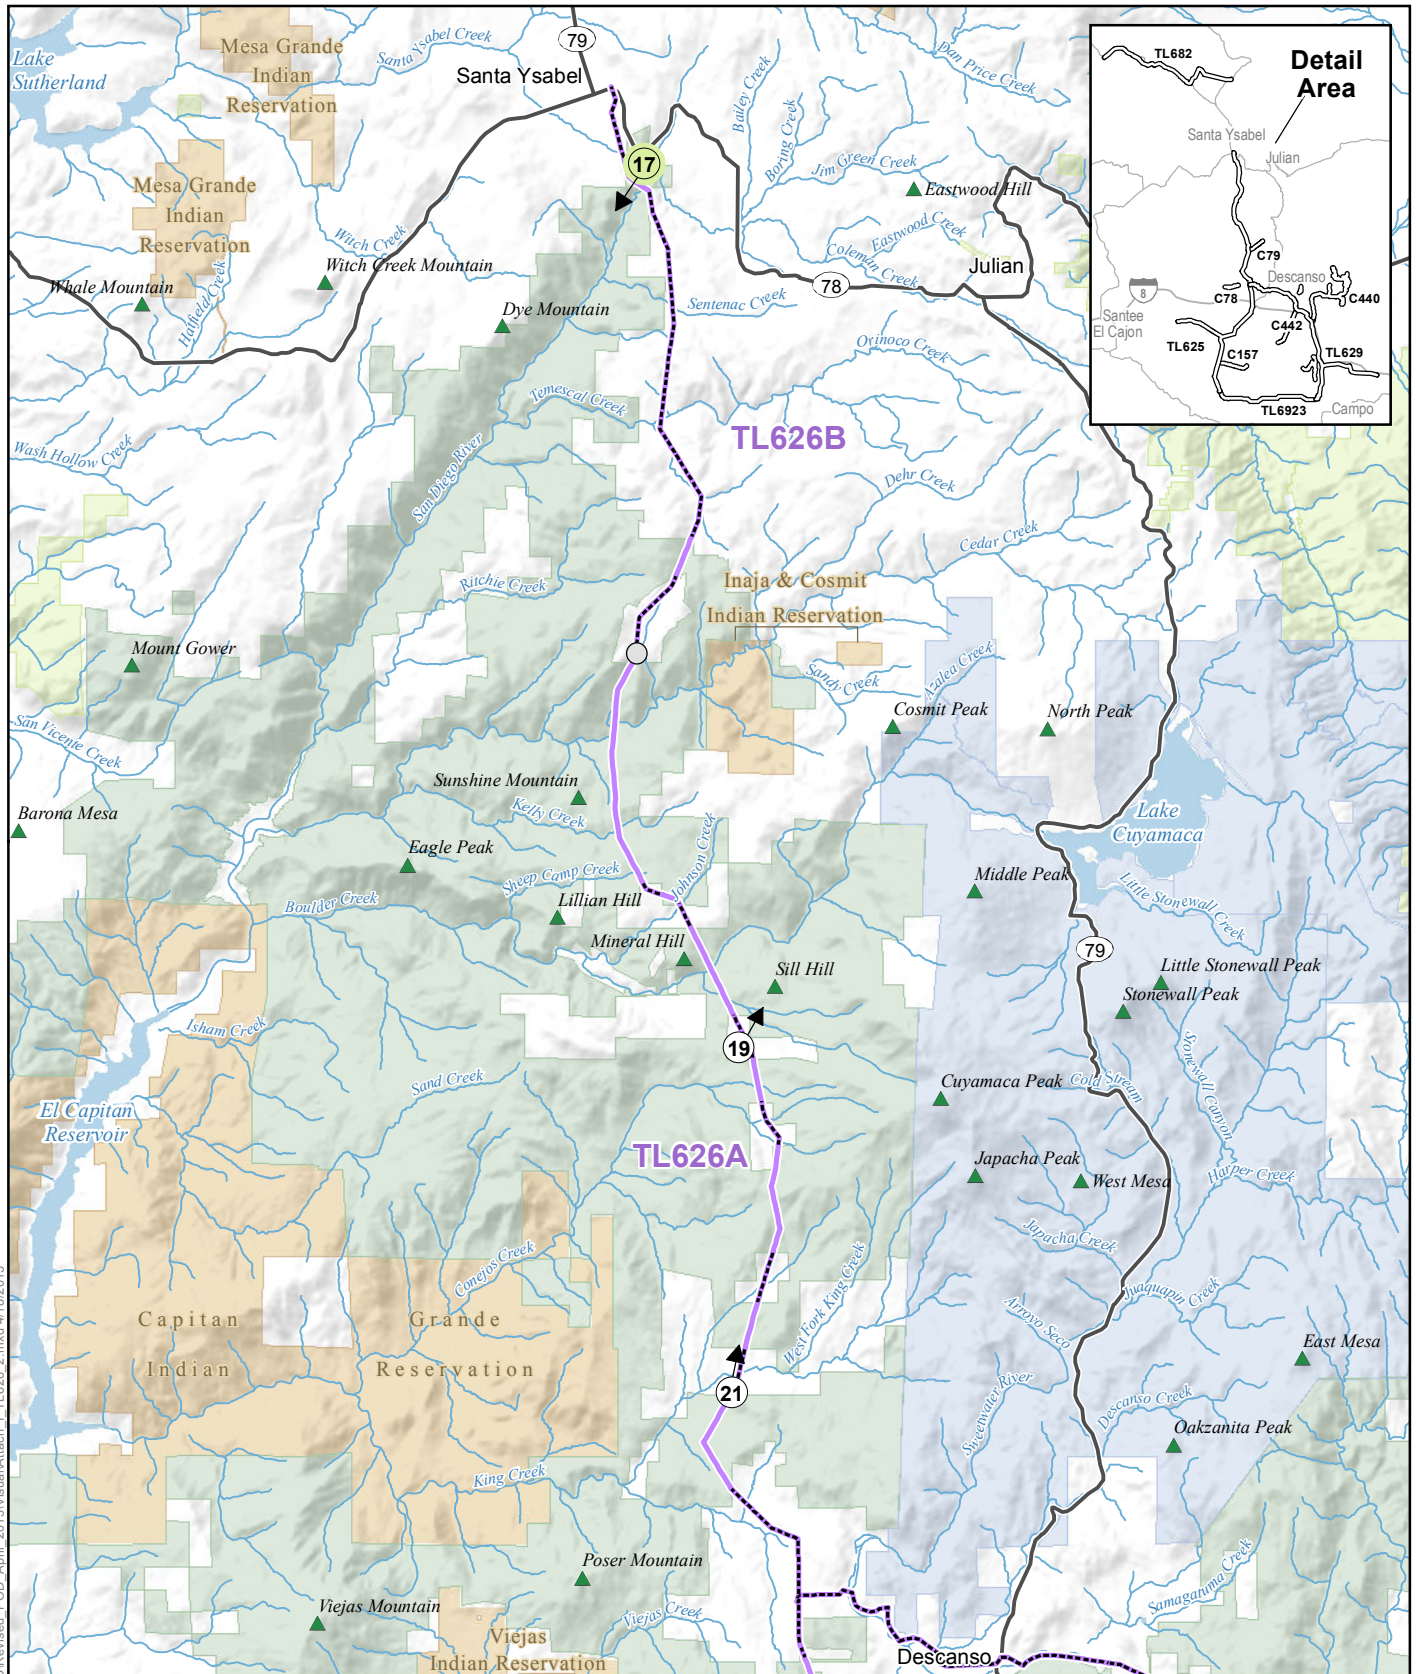 Lake
Sutherland
Mesa Grande
Indian
Reservation
Santa Ysabel Creek
79
Santa Ysabel
Bailey Creek
Boring Creek
Dan Price Creek
Jim Green Creek
Eastwood Hill
Eastwood Creek
Coleman Creek
Julian
17
Mesa Grande
Indian
Reservation
Witch Creek
Hatfield Creek
Witch Creek Mountain
Whale Mountain
Dye Mountain
Sentenac Creek
78
Orinoco Creek
Temescal Creek
TL626B
San Diego River
Wash Hollow Creek
Dehr Creek
Cedar Creek
Ritchie Creek
Inaja & Cosmit
Indian Reservation
Mount Gower
Sandy Creek
Azalea Creek
Cosmit Peak
North Peak
San Vicente Creek
Sunshine Mountain
Kelly Creek
Barona Mesa
Lake
Cuyamaca
Eagle Peak
Johnson Creek
Sheep Camp Creek
Middle Peak
Little Stonewall Creek
Boulder Creek
Lillian Hill
Mineral Hill
79
Sill Hill
Little Stonewall Peak
Stonewall Peak
Isham Creek
19
Stonewall Canyon
Sand Creek
Cuyamaca Peak
Cold Stream
El Capitan
Reservoir
TL626A
Japacha Peak
West Mesa
Harper Creek
Japacha Creek
Conejos Creek
West Fork King Creek
Juaquapin Creek
Arroyo Seco
Capitan Grande
Indian Reservation
East Mesa
21
Sweetwater River
Descanso Creek
Oakzanita Peak
King Creek
Poser Mountain
Samagatuma Creek
Viejas Mountain
Viejas Creek
Viejas
Indian Reservation
Descanso
Detail
Area
TL682
Santa Ysabel
Julian
C79
Descanso
8
C78
C440
Santee
El Cajon
C442
TL625
C157
TL629
TL6923
Campo